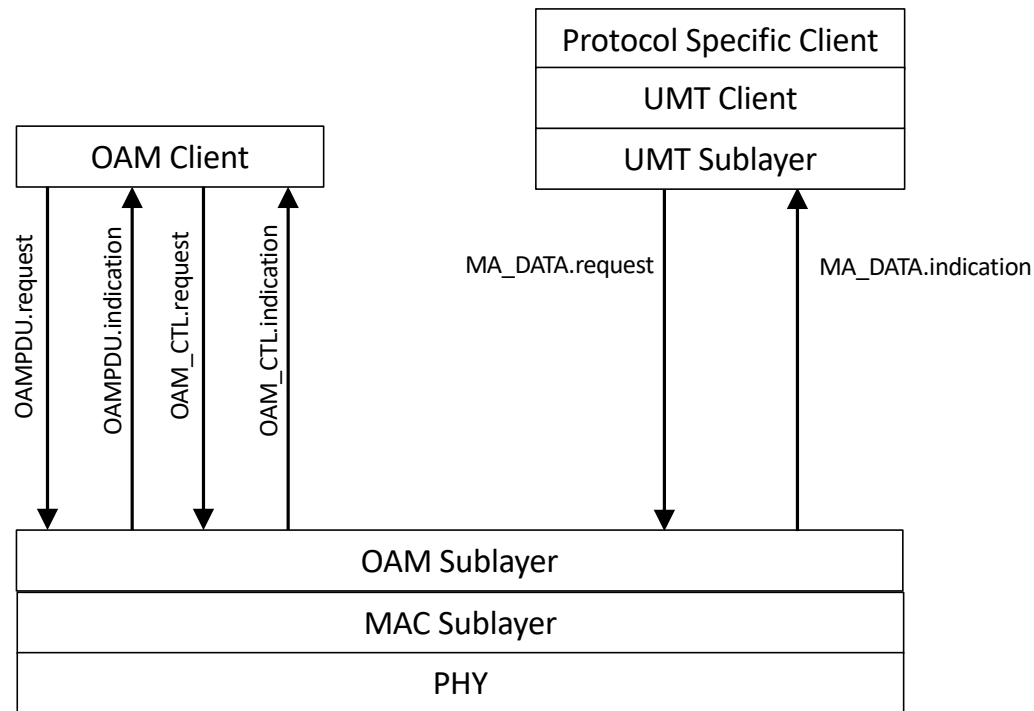 Protocol Specific Client
UMT Client
UMT Sublayer
OAM Client
OAMPDU.request
OAMPDU.indication
OAM_CTL.request
OAM_CTL.indication
MA_DATA.request
MA_DATA.indication
OAM Sublayer
MAC Sublayer
PHY